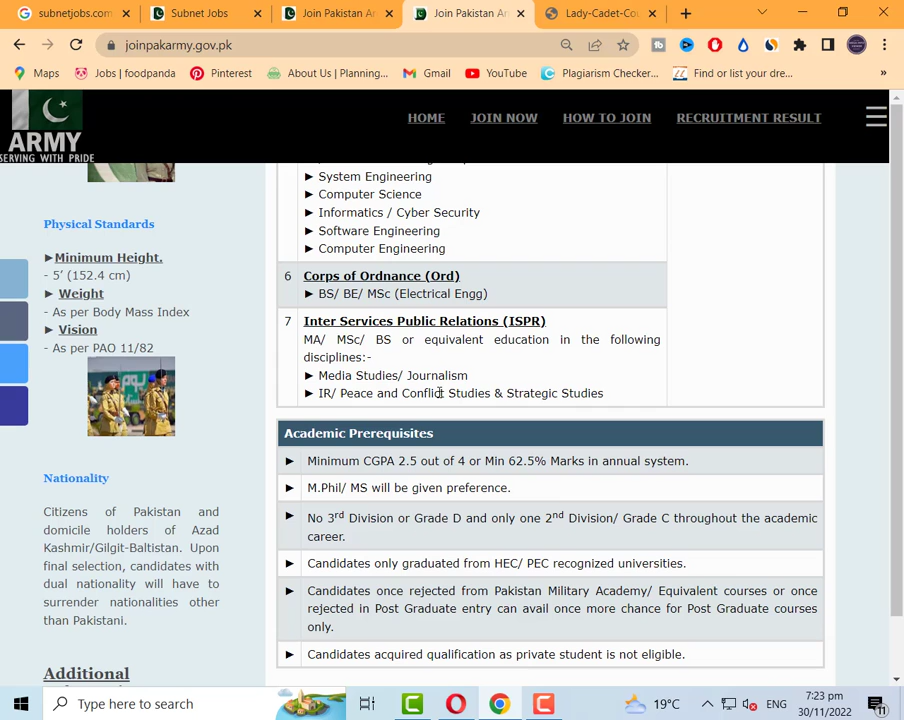 subnetjobs.com
Subnet Jobs
Join Pakistan Ar
Join Pakistan Ar
Lady-Cadet-Cou
joinpakarmy.gov.pk
Maps
Jobs | foodpanda
Pinterest
About Us | Planning...
Gmail
YouTube
Plagiarism Checker...
Find or list your dre...
»
ARMY
SERVING WITH PRIDE
HOME
JOIN NOW
HOW TO JOIN
RECRUITMENT RESULT
► System Engineering
► Computer Science
► Informatics / Cyber Security
► Software Engineering
► Computer Engineering
6 Corps of Ordnance (Ord)
► BS/ BE/ MSc (Electrical Engg)
7 Inter Services Public Relations (ISPR)
MA/ MSc/ BS or equivalent education in the following
disciplines:-
► Media Studies/ Journalism
► IR/ Peace and Conflict Studies & Strategic Studies
Physical Standards
►Minimum Height.
- 5' (152.4 cm)
► Weight
- As per Body Mass Index
► Vision
- As per PAO 11/82
Nationality
Citizens of Pakistan and
domicile holders of Azad
Kashmir/Gilgit-Baltistan. Upon
final selection, candidates with
dual nationality will have to
surrender nationalities other
than Pakistani.
Additional
Academic Prerequisites
► Minimum CGPA 2.5 out of 4 or Min 62.5% Marks in annual system.
► M.Phil/ MS will be given preference.
► No 3rd Division or Grade D and only one 2nd Division/ Grade C throughout the academic
career.
► Candidates only graduated from HEC/ PEC recognized universities.
► Candidates once rejected from Pakistan Military Academy/ Equivalent courses or once
rejected in Post Graduate entry can avail once more chance for Post Graduate courses
only.
► Candidates acquired qualification as private student is not eligible.
Type here to search
19°C
ENG
7:23 pm
30/11/2022
11